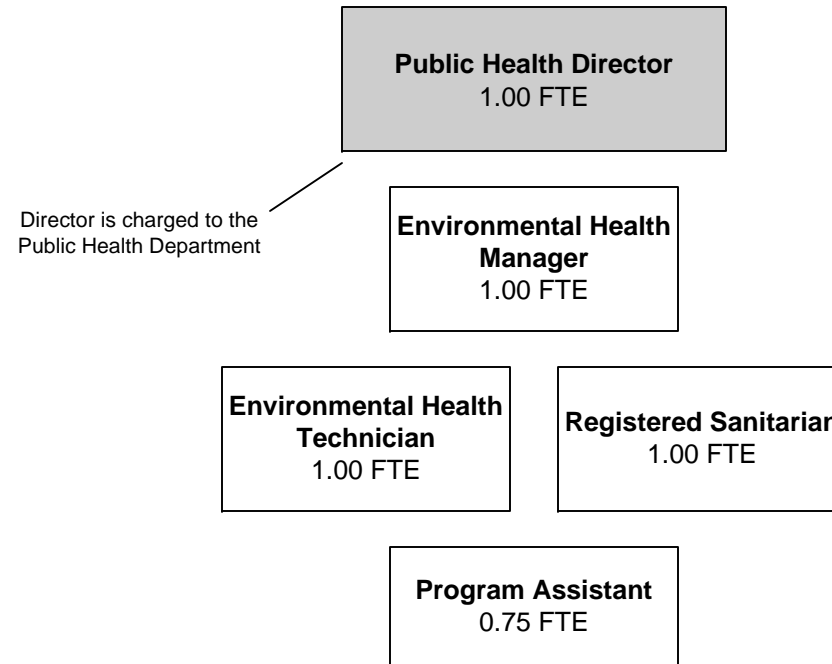 Public Health Director
1.00 FTE
Director is charged to the
Public Health Department
Environmental Health
Manager
1.00 FTE
Environmental Health
Technician
1.00 FTE
Registered Sanitarian
1.00 FTE
Program Assistant
0.75 FTE